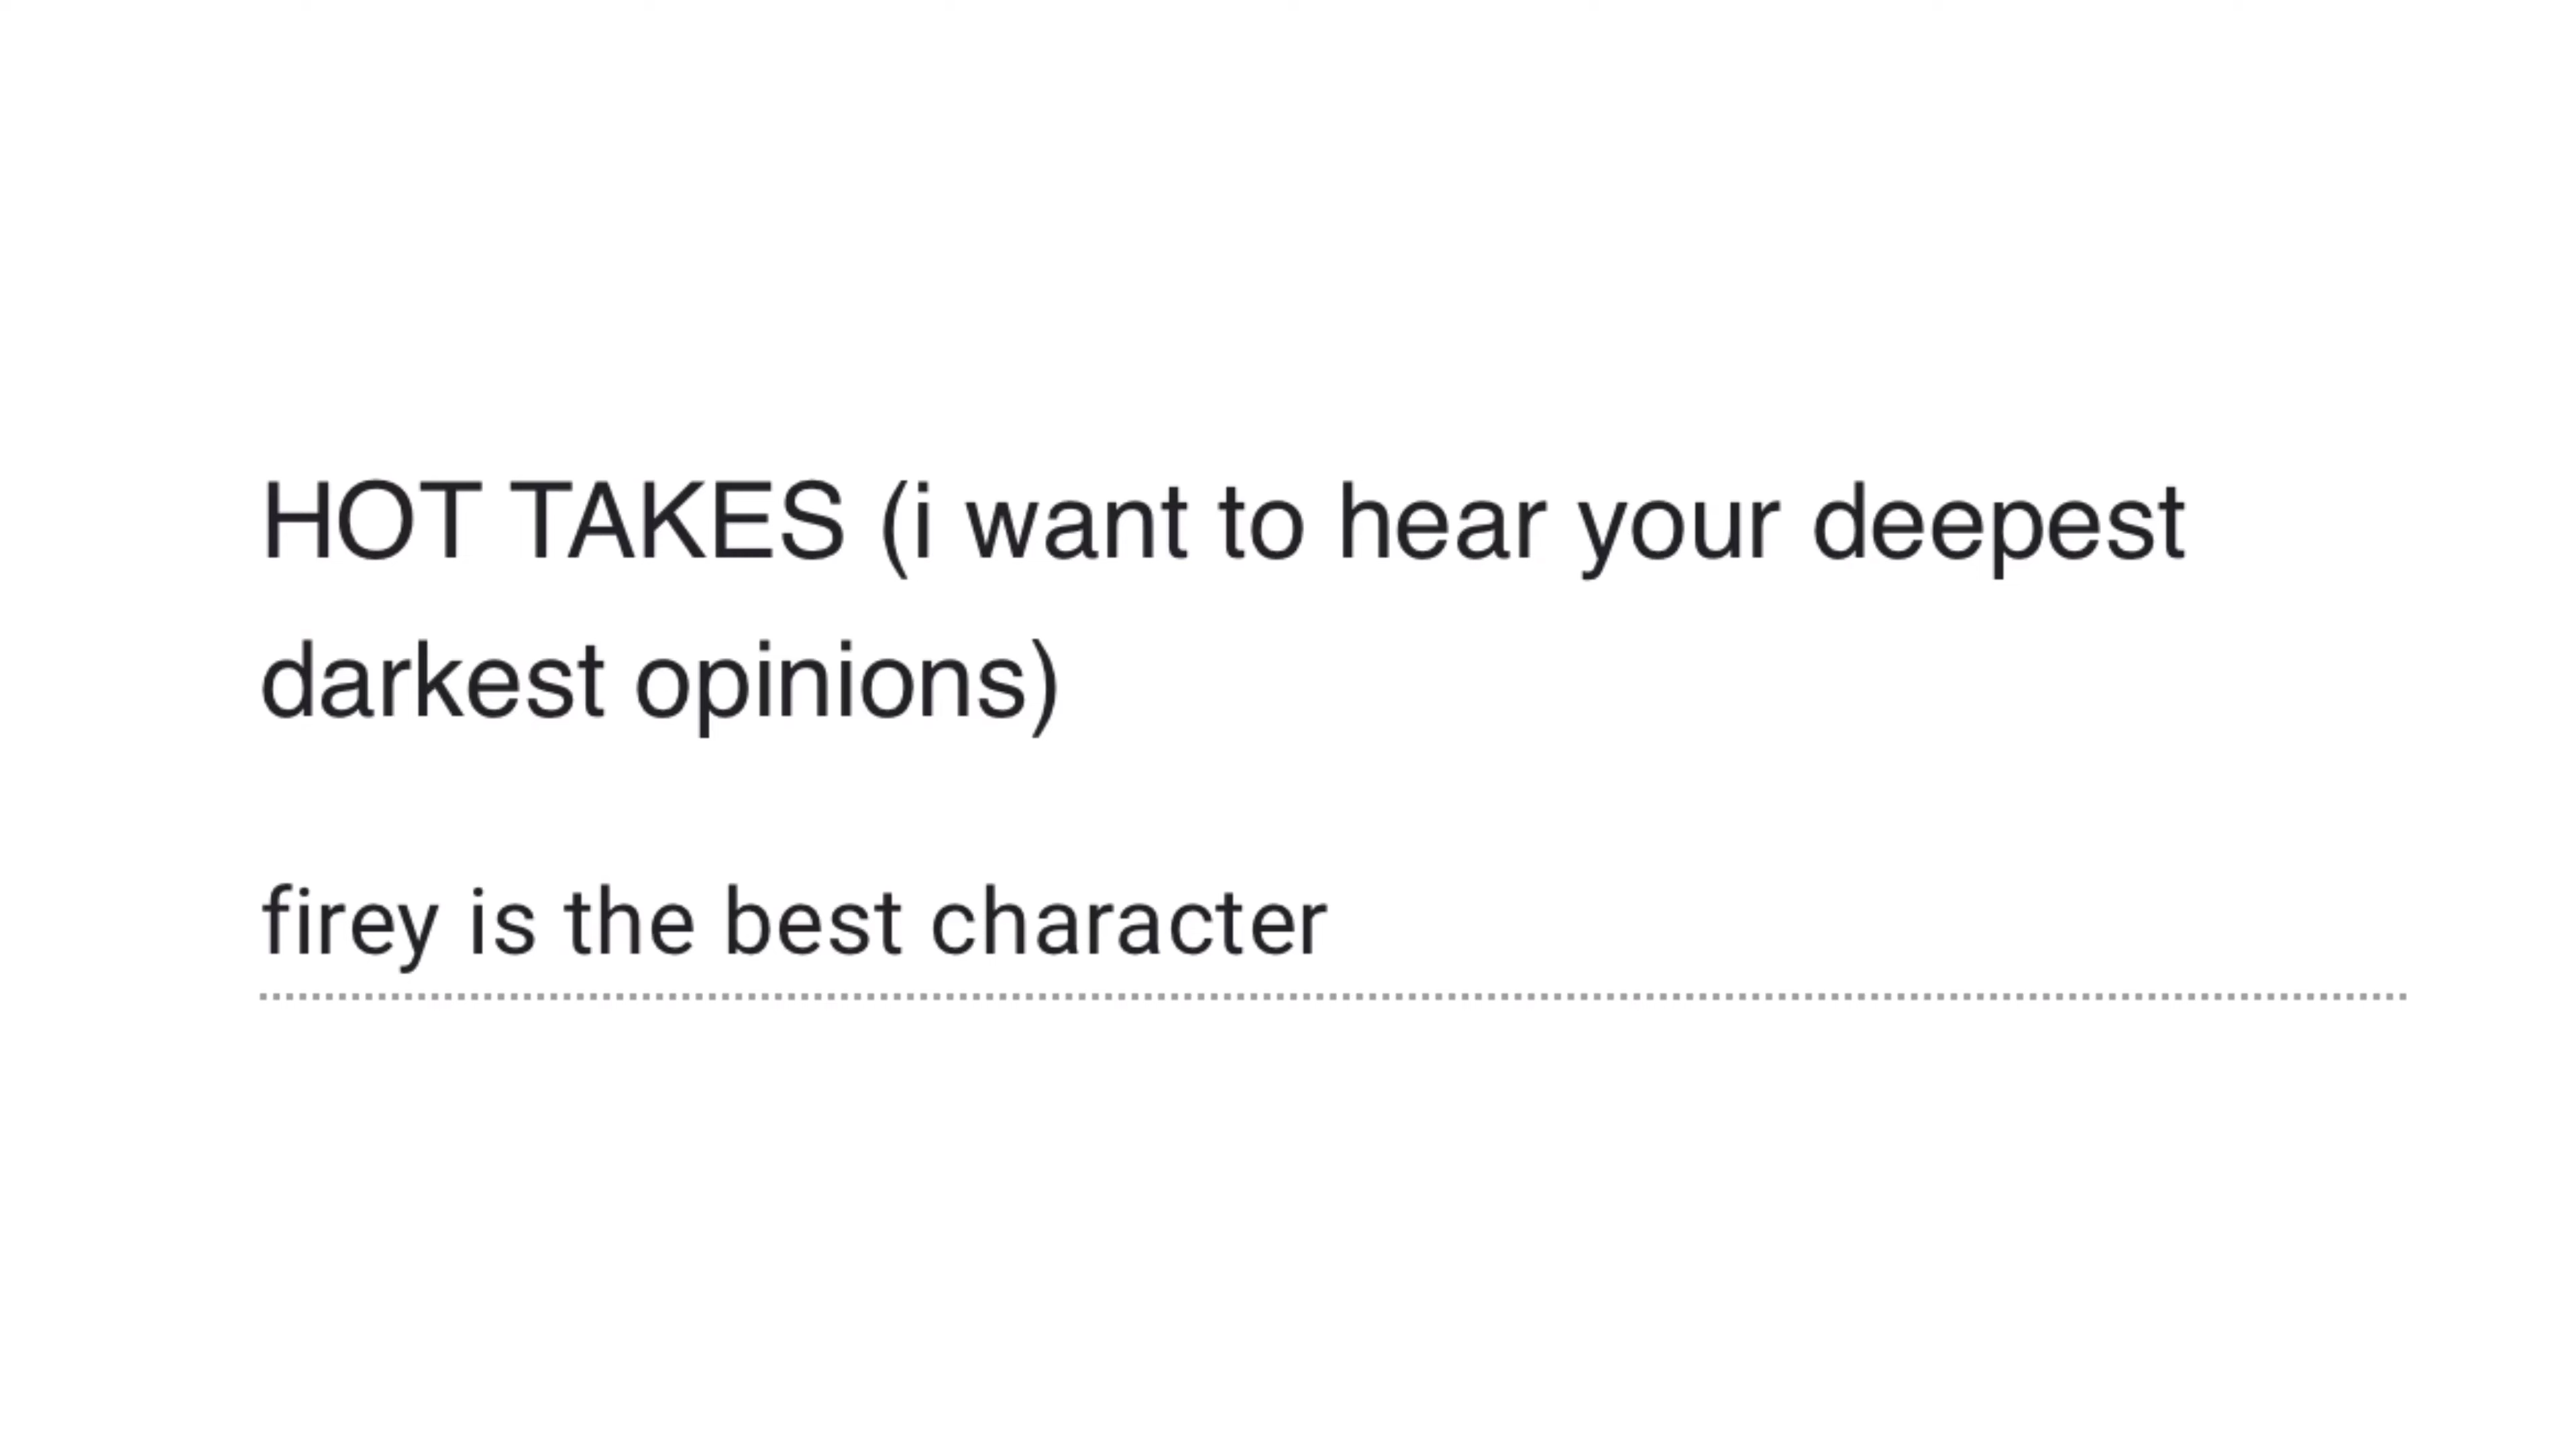 HOT TAKES (i want to hear your deepest
darkest opinions)
firey is the best character